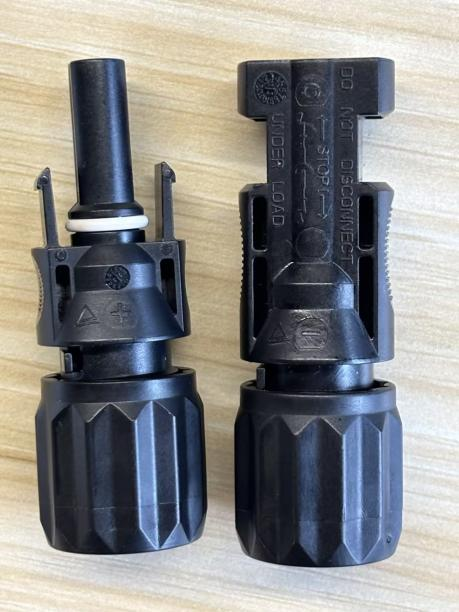 DO NOT DISCONNECT
STOP!
UNDER LOAD
+
-